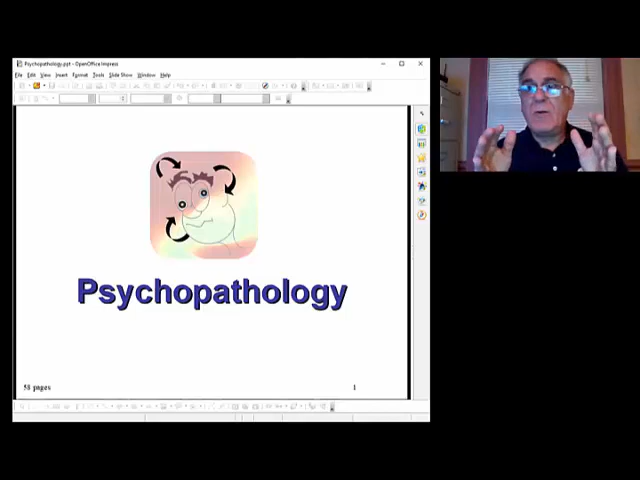 Psychopathology.ppt - OpenOffice Impress
File Edit View Insert Format Tools Slide Show Window Help
Psychopathology
58 pages
1